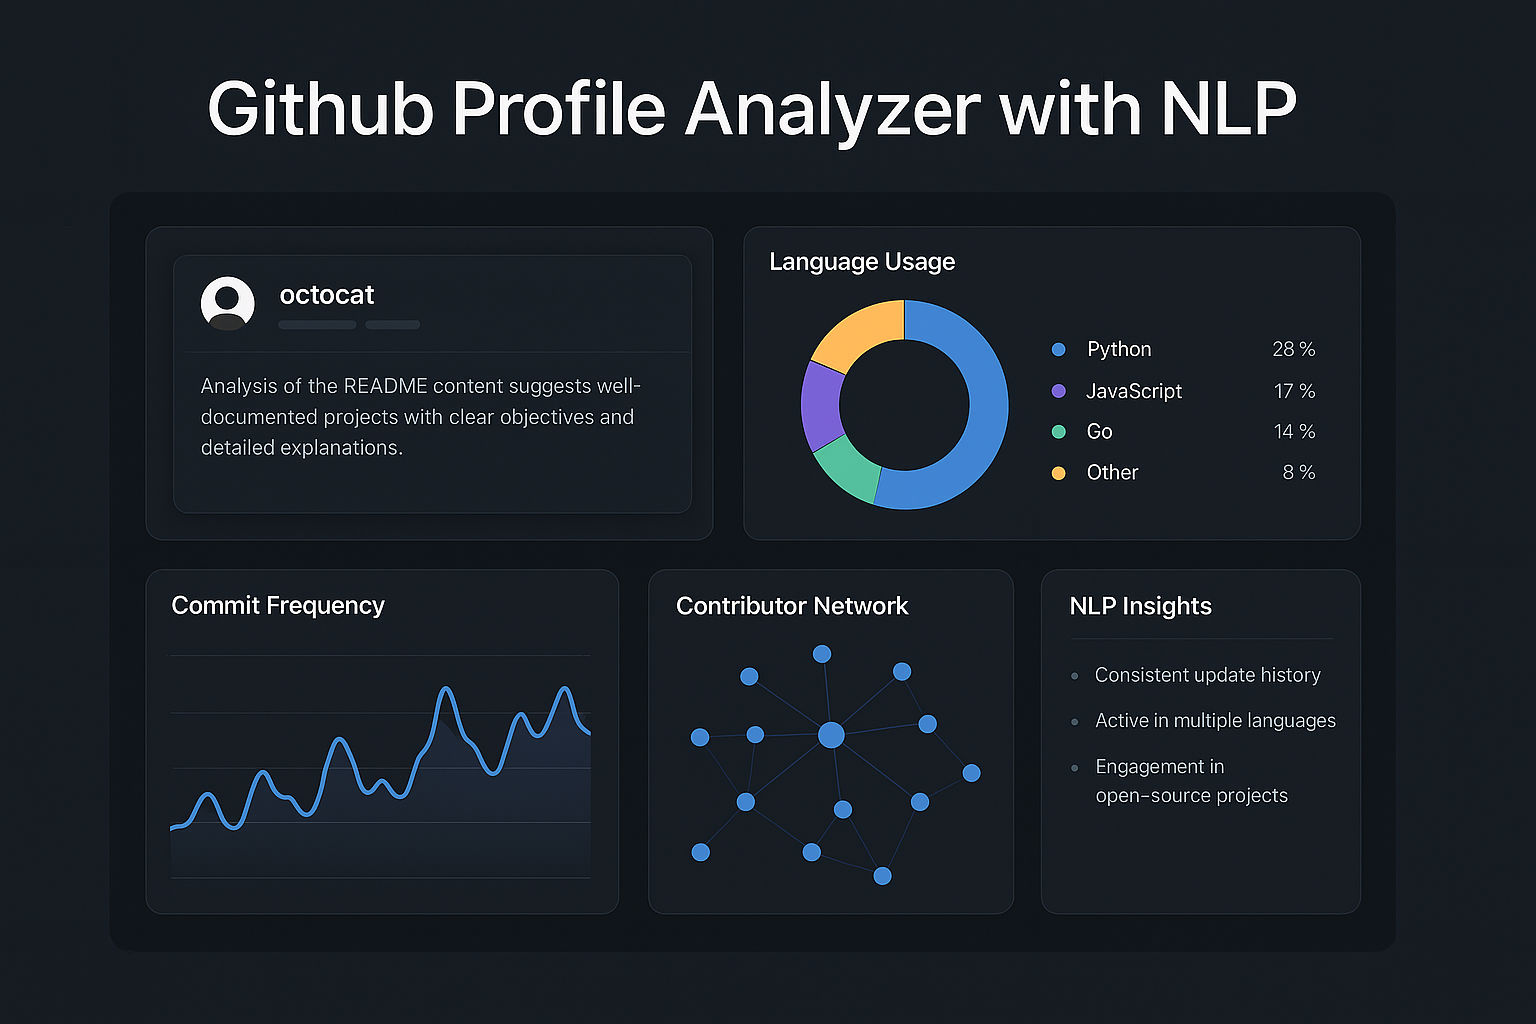 Github Profile Analyzer with NLP
octocat
Analysis of the README content suggests well-
documented projects with clear objectives and
detailed explanations.
Language Usage
Python 28 %
JavaScript 17 %
Go 14 %
Other 8 %
Commit Frequency
Contributor Network
NLP Insights
Consistent update history
Active in multiple languages
Engagement in
open-source projects